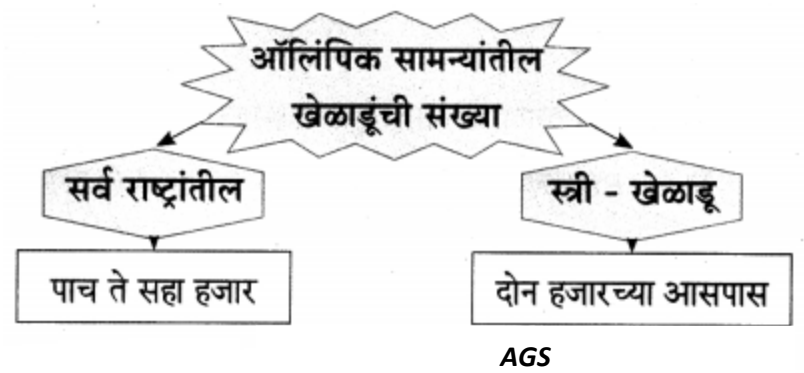 ऑलिंपिक सामन्यांतील
खेळाडूंची संख्या
सर्व राष्ट्रांतील
स्त्री - खेळाडू
पाच ते सहा हजार
दोन हजारच्या आसपास
AGS